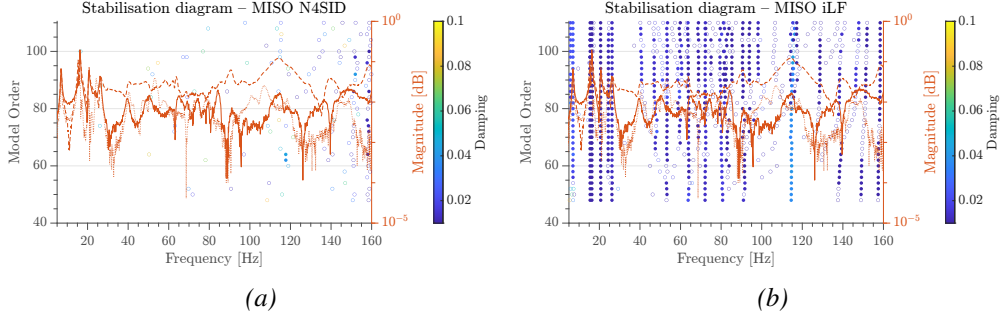 Stabilisation diagram – MISO N4SID
Model Order
100
80
60
40
20 40 60 80 100 120 140 160
Frequency [Hz]
10^0
10^-5
Magnitude [dB]
0.1
0.08
0.06
0.04
0.02
Damping
(a)
Stabilisation diagram – MISO iLF
Model Order
100
80
60
40
20 40 60 80 100 120 140 160
Frequency [Hz]
10^0
10^-5
Magnitude [dB]
0.1
0.08
0.06
0.04
0.02
Damping
(b)